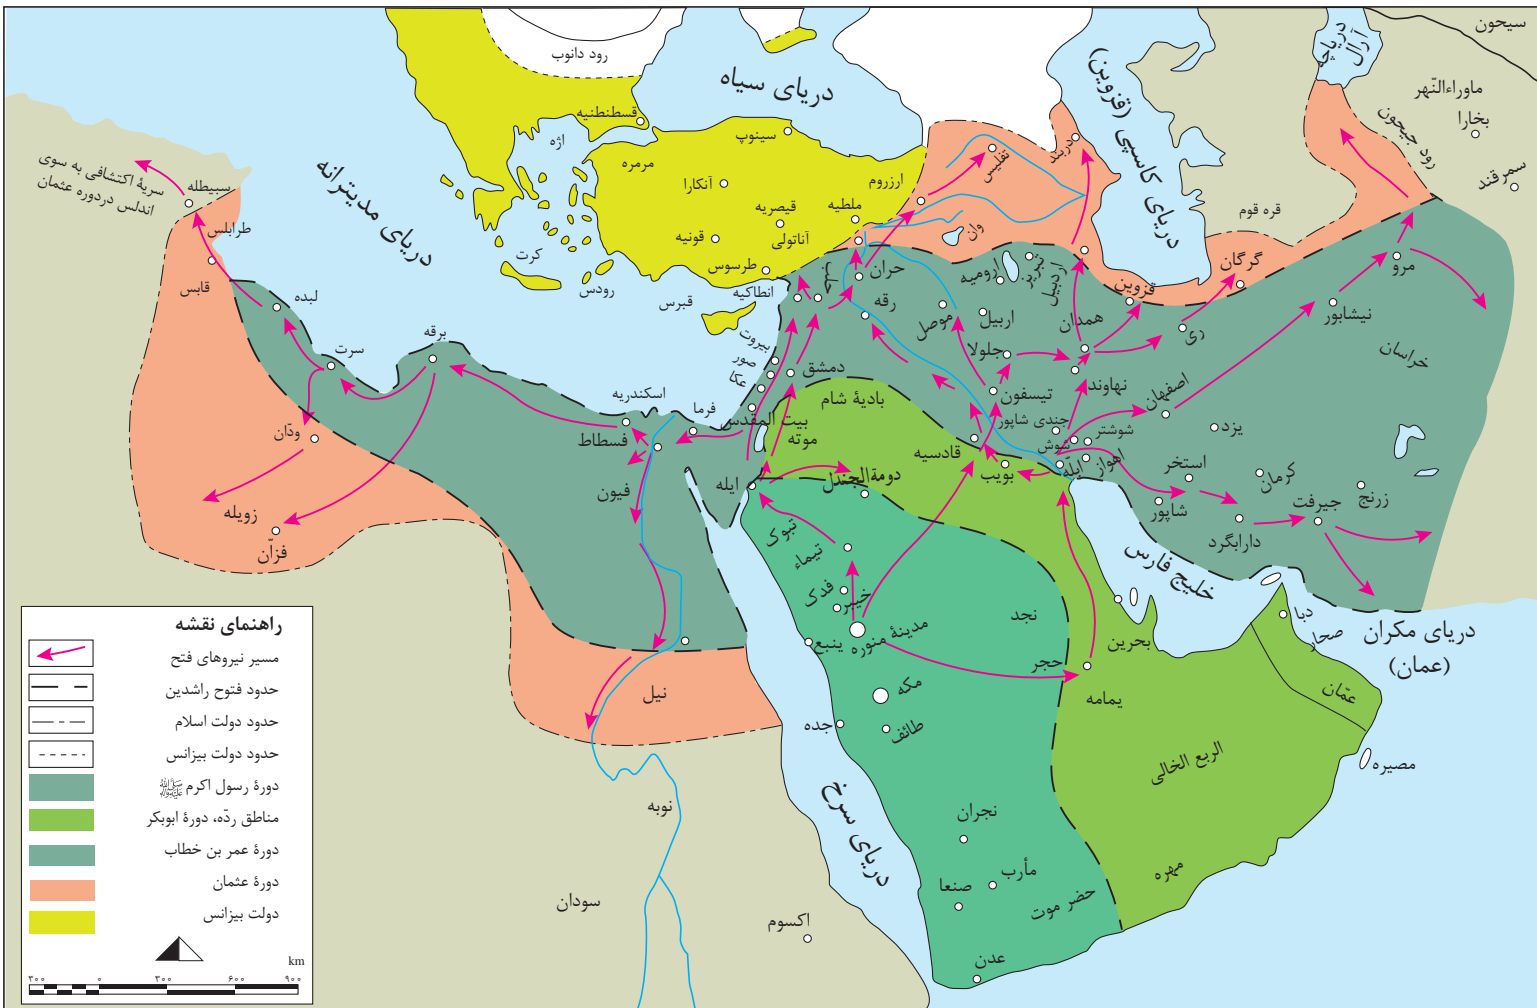 سیحون
دریاچه
آرال
ماوراءالنّهر
بخارا
سمرقند
رود جیحون
رود دانوب
دریای سیاه
دریای کاسپی (قزوین)
قسطنطنیه
سینوپ
اژه
مرمره
آنکارا
قیصریه
ملطیه
ارزروم
تفلیس
دربند
قونیه
آناتولی
طرسوس
وان
قره قوم
کرت
رودس
قبرس
انطاکیه
حلب
حران
رقه
ارومیه
تبریز
اردبیل
قزوین
گرگان
مرو
نیشابور
خراسان
ری
همدان
موصل
اربیل
جلولا
نهاوند
تیسفون
اصفهان
یزد
دریای مدیترانه
سریهٔ اکتشافی به سوی
اندلس دردوره عثمان
سبیطله
طرابلس
قابس
لبده
سرت
برقه
ودّان
زویله
فزّان
اسکندریه
فرما
فسطاط
فیون
بیروت
صور
عکا
دمشق
بیت المقدس
موته
بادیهٔ شام
ایله
دومةالجندل
قادسیه
بویب
جندی شاپور
شوش
شوشتر
اهواز
ابلّه
استخر
شاپور
کرمان
دارابگرد
جیرفت
زرنج
خلیج فارس
دریای مکران
(عمان)
تبوک
تیماء
فدک
خیبر
مدینهٔ منوره
ینبع
نجد
حجر
یمامه
بحرین
دبا
صحار
عمّان
مصیره
مکه
جده
طائف
الربع الخالی
نجران
مأرب
صنعا
حضر موت
مهره
عدن
دریای سرخ
نیل
نوبه
سودان
اکسوم
راهنمای نقشه
مسیر نیروهای فتح
حدود فتوح راشدین
حدود دولت اسلام
حدود دولت بیزانس
دورهٔ رسول اکرم ﷺ
مناطق ردّه، دورهٔ ابوبکر
دورهٔ عمر بن خطاب
دورهٔ عثمان
دولت بیزانس
km
۳۰۰ ۰ ۳۰۰ ۶۰۰ ۹۰۰